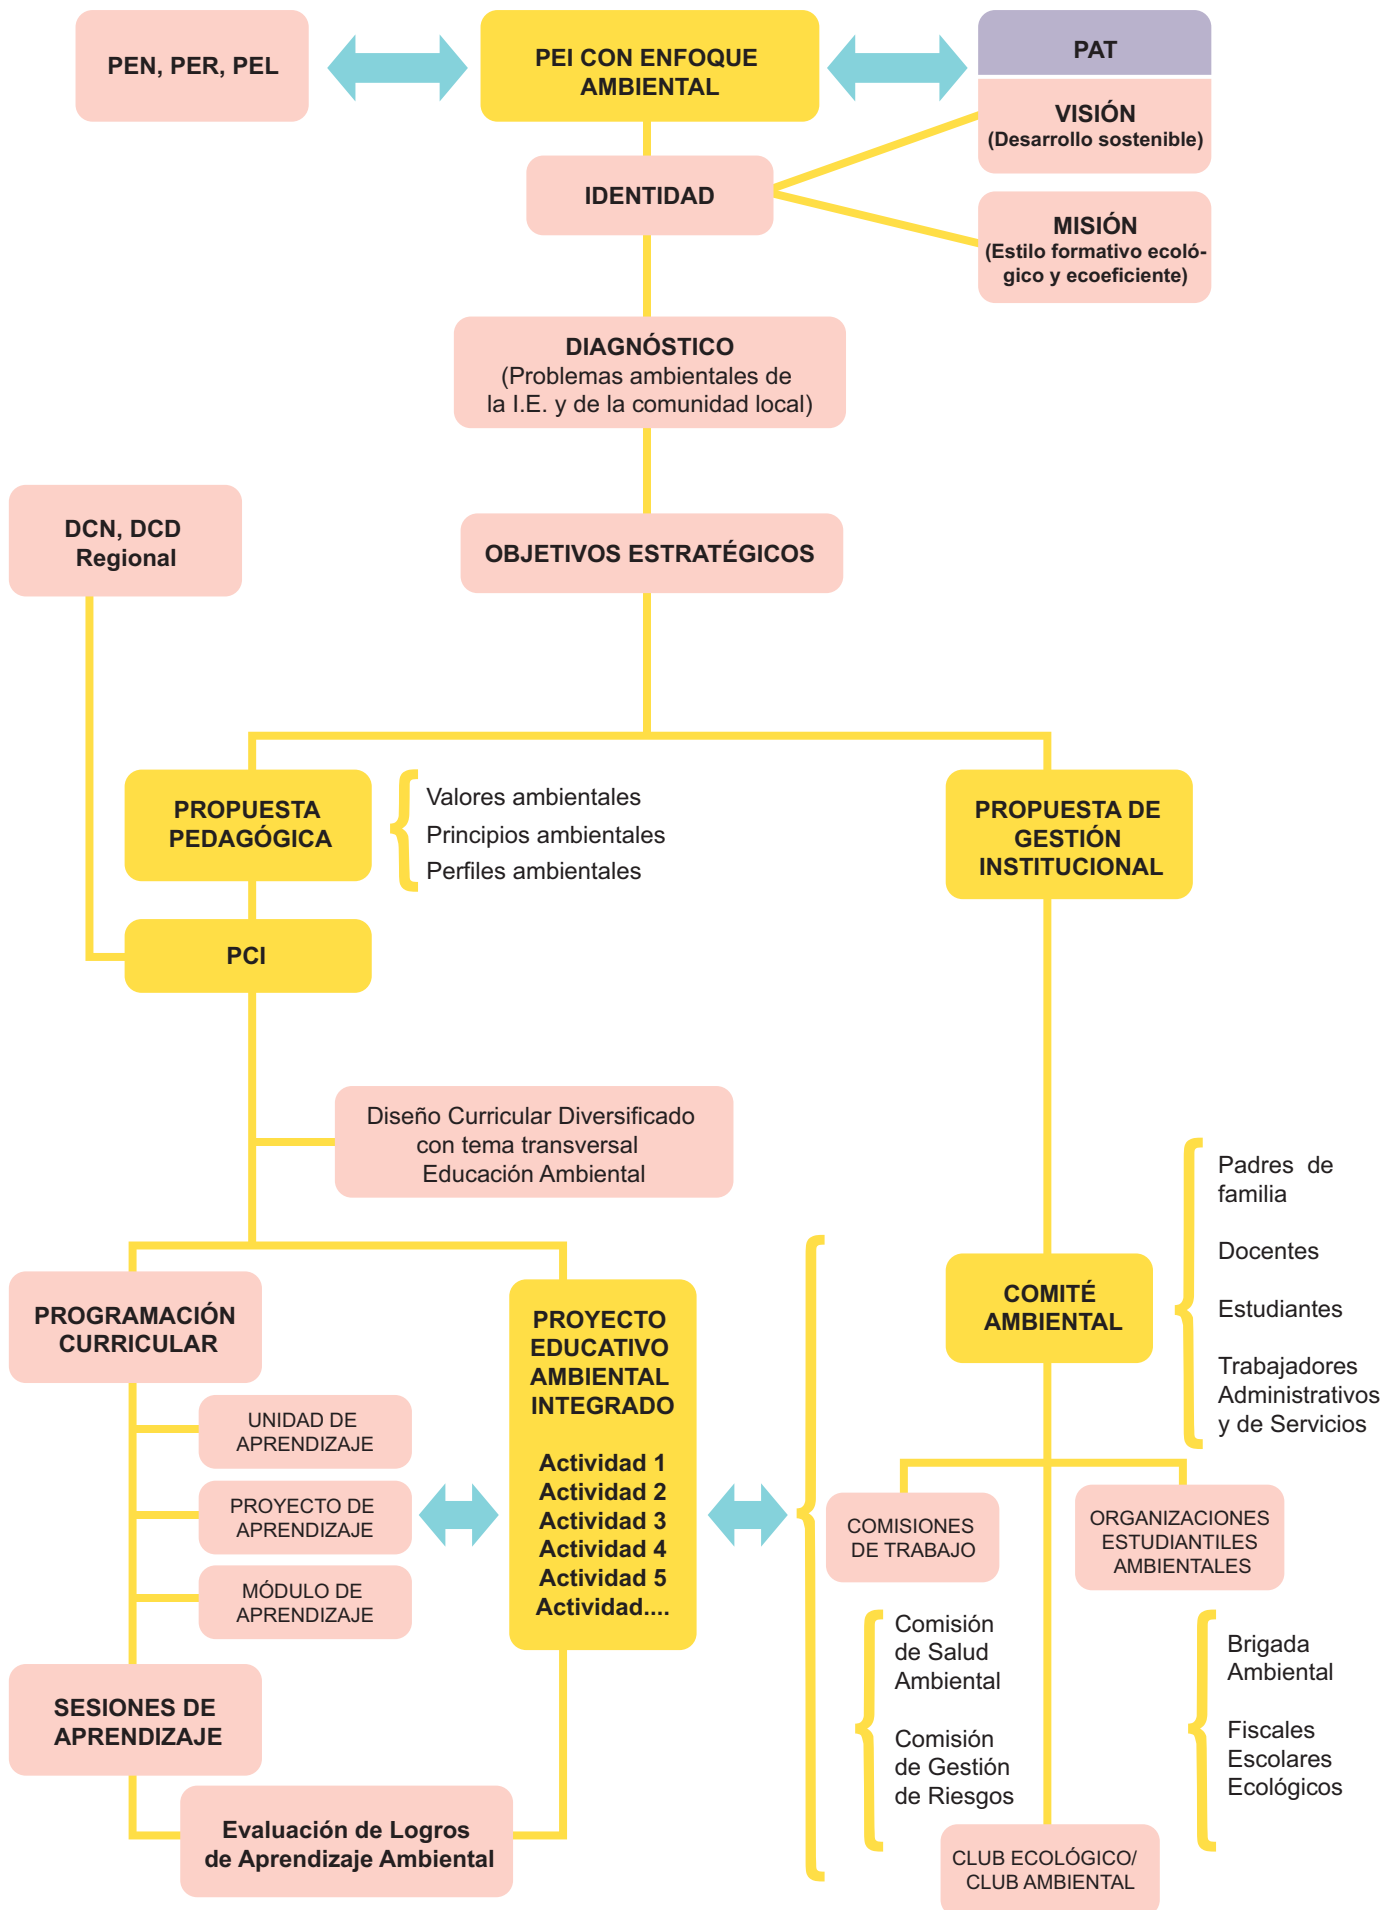 PEN, PER, PEL
PEI CON ENFOQUE
AMBIENTAL
PAT
VISIÓN
(Desarrollo sostenible)
IDENTIDAD
MISIÓN
(Estilo formativo ecoló-
gico y ecoeficiente)
DIAGNÓSTICO
(Problemas ambientales de
la I.E. y de la comunidad local)
DCN, DCD
Regional
OBJETIVOS ESTRATÉGICOS
PROPUESTA
PEDAGÓGICA
Valores ambientales
Principios ambientales
Perfiles ambientales
PROPUESTA DE
GESTIÓN
INSTITUCIONAL
PCI
Diseño Curricular Diversificado
con tema transversal
Educación Ambiental
PROGRAMACIÓN
CURRICULAR
UNIDAD DE
APRENDIZAJE
PROYECTO DE
APRENDIZAJE
MÓDULO DE
APRENDIZAJE
SESIONES DE
APRENDIZAJE
Evaluación de Logros
de Aprendizaje Ambiental
PROYECTO
EDUCATIVO
AMBIENTAL
INTEGRADO
Actividad 1
Actividad 2
Actividad 3
Actividad 4
Actividad 5
Actividad....
COMITÉ
AMBIENTAL
Padres de
familia
Docentes
Estudiantes
Trabajadores
Administrativos
y de Servicios
COMISIONES
DE TRABAJO
ORGANIZACIONES
ESTUDIANTILES
AMBIENTALES
Comisión
de Salud
Ambiental
Comisión
de Gestión
de Riesgos
Brigada
Ambiental
Fiscales
Escolares
Ecológicos
CLUB ECOLÓGICO/
CLUB AMBIENTAL